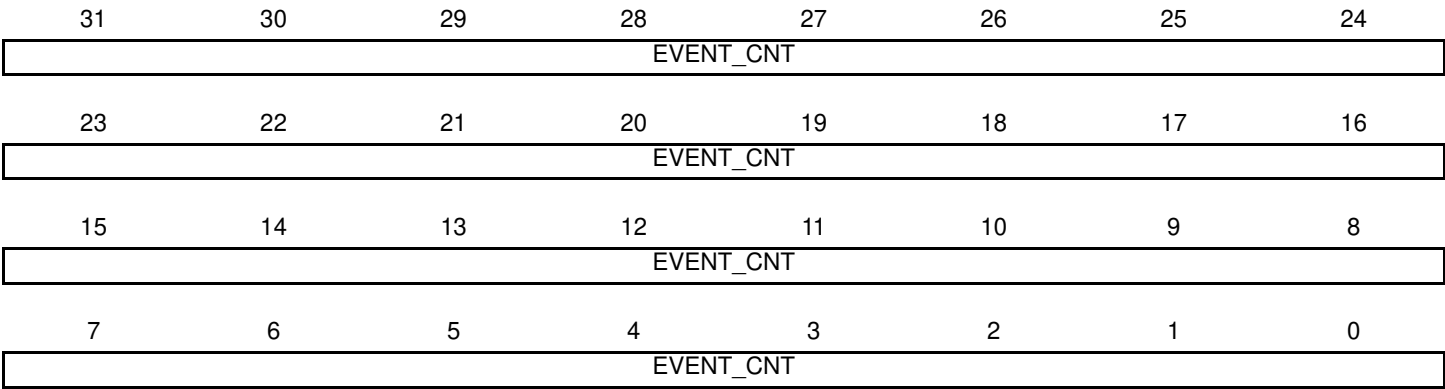 31 30 29 28 27 26 25 24
EVENT_CNT
23 22 21 20 19 18 17 16
EVENT_CNT
15 14 13 12 11 10 9 8
EVENT_CNT
7 6 5 4 3 2 1 0
EVENT_CNT